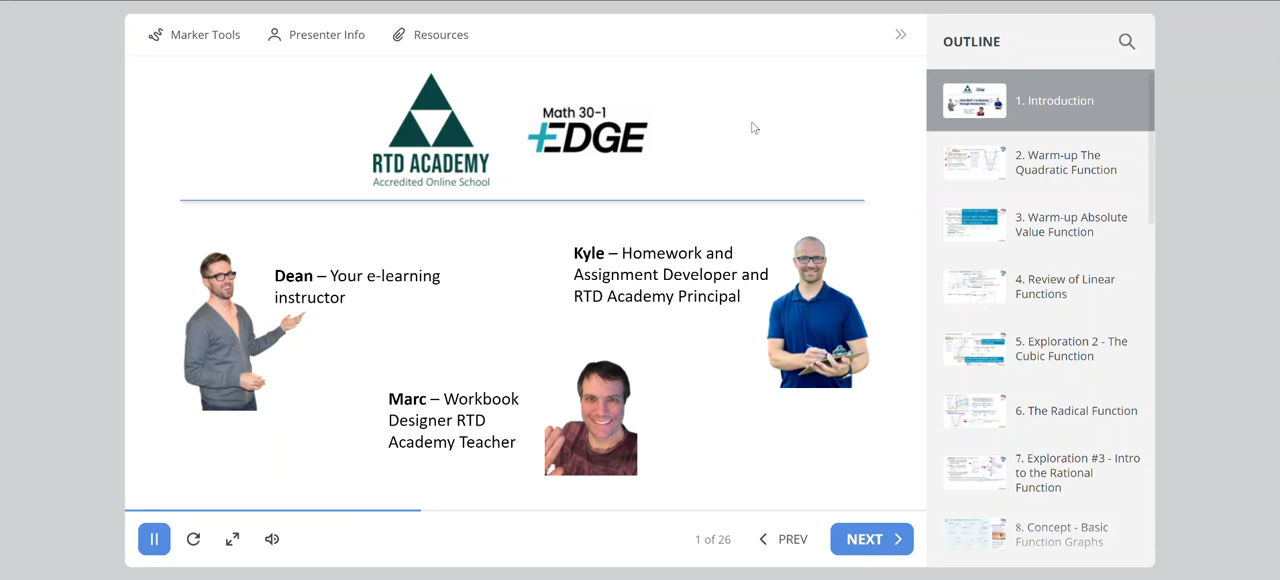 Marker Tools
Presenter Info
Resources
RTD ACADEMY
Accredited Online School
Math 30-1
EDGE
Dean – Your e-learning
instructor
Kyle – Homework and
Assignment Developer and
RTD Academy Principal
Marc – Workbook
Designer RTD
Academy Teacher
1 of 26
PREV
NEXT
OUTLINE
1. Introduction
2. Warm-up The
Quadratic Function
3. Warm-up Absolute
Value Function
4. Review of Linear
Functions
5. Exploration 2 - The
Cubic Function
6. The Radical Function
7. Exploration #3 - Intro
to the Rational
Function
8. Concept - Basic
Function Graphs